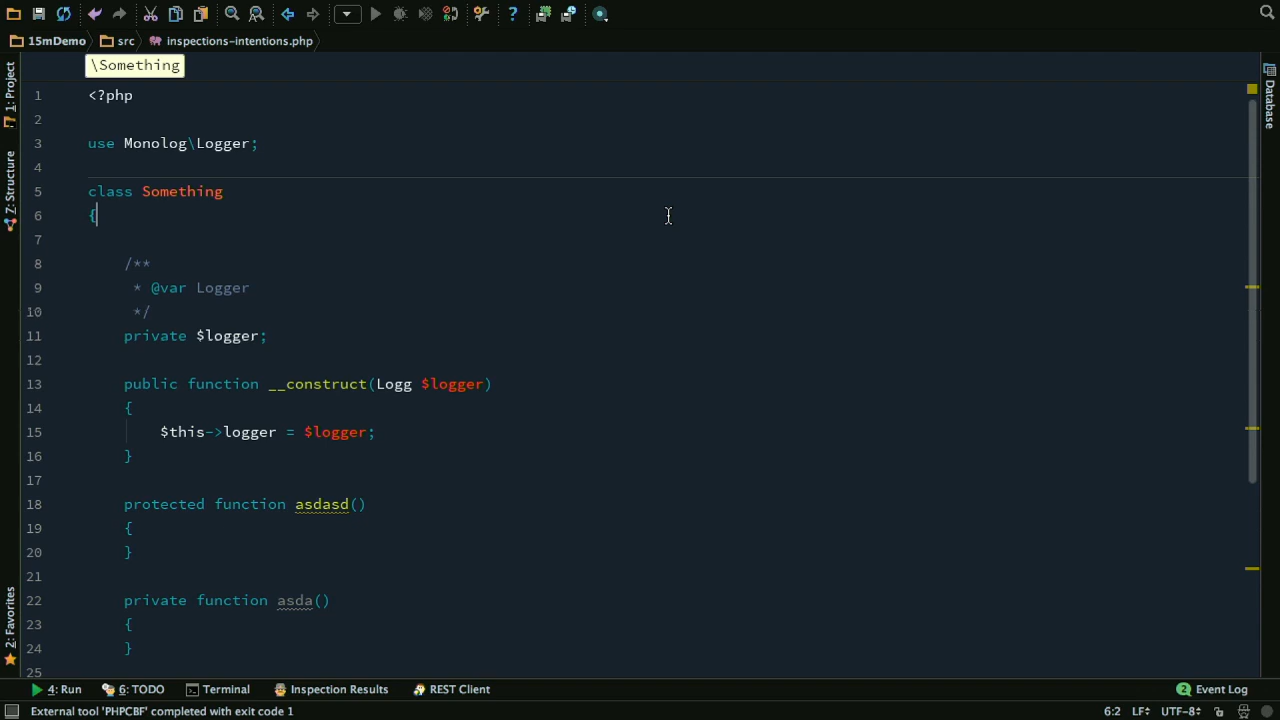 15mDemo src inspections-intentions.php
\Something
1: Project
Z: Structure
2: Favorites
Database
1 <?php
2
3 use Monolog\Logger;
4
5 class Something
6 {
7
8 /**
9 * @var Logger
10 */
11 private $logger;
12
13 public function __construct(Logg $logger)
14 {
15 $this->logger = $logger;
16 }
17
18 protected function asdasd()
19 {
20 }
21
22 private function asda()
23 {
24 }
25
4: Run 6: TODO Terminal Inspection Results REST Client 2 Event Log
External tool 'PHPCBF' completed with exit code 1 6:2 LF UTF-8